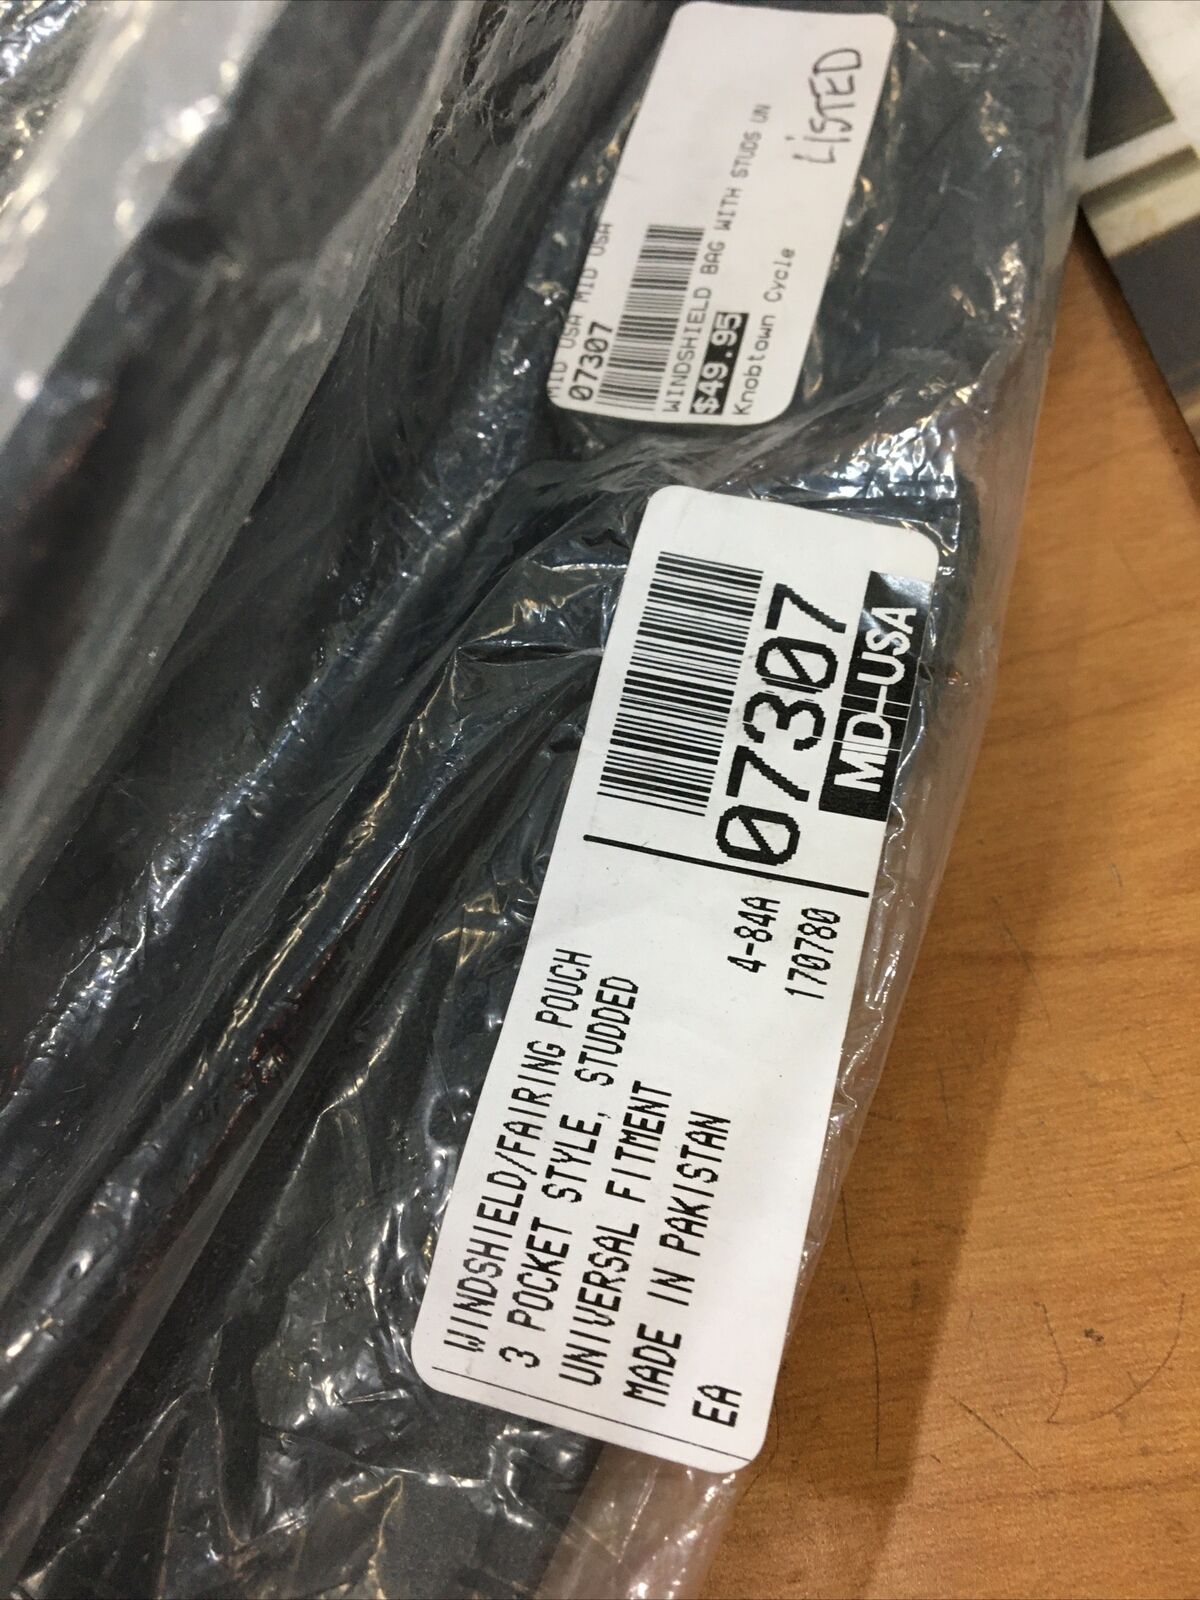 MID USA MID USA
07307
WINDSHIELD BAG WITH STUDS UN
$49.95
Knobtown Cycle
LiSTED
07307
MID-USA
4-84A
170780
WINDSHIELD/FAIRING POUCH
3 POCKET STYLE, STUDDED
UNIVERSAL FITMENT
MADE IN PAKISTAN
EA